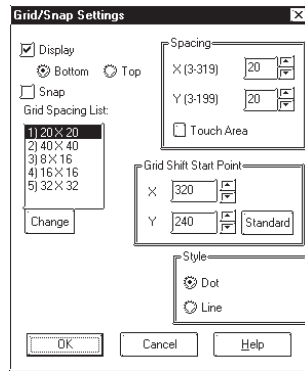 Grid/Snap Settings
Display
Bottom Top
Snap
Grid Spacing List:
1) 20 X 20
2) 40 X 40
3) 8 X 16
4) 16 X 16
5) 32 X 32
Change
Spacing
X (3-319) 20
Y (3-199) 20
Touch Area
Grid Shift Start Point
X 320
Y 240 Standard
Style
Dot
Line
OK Cancel Help